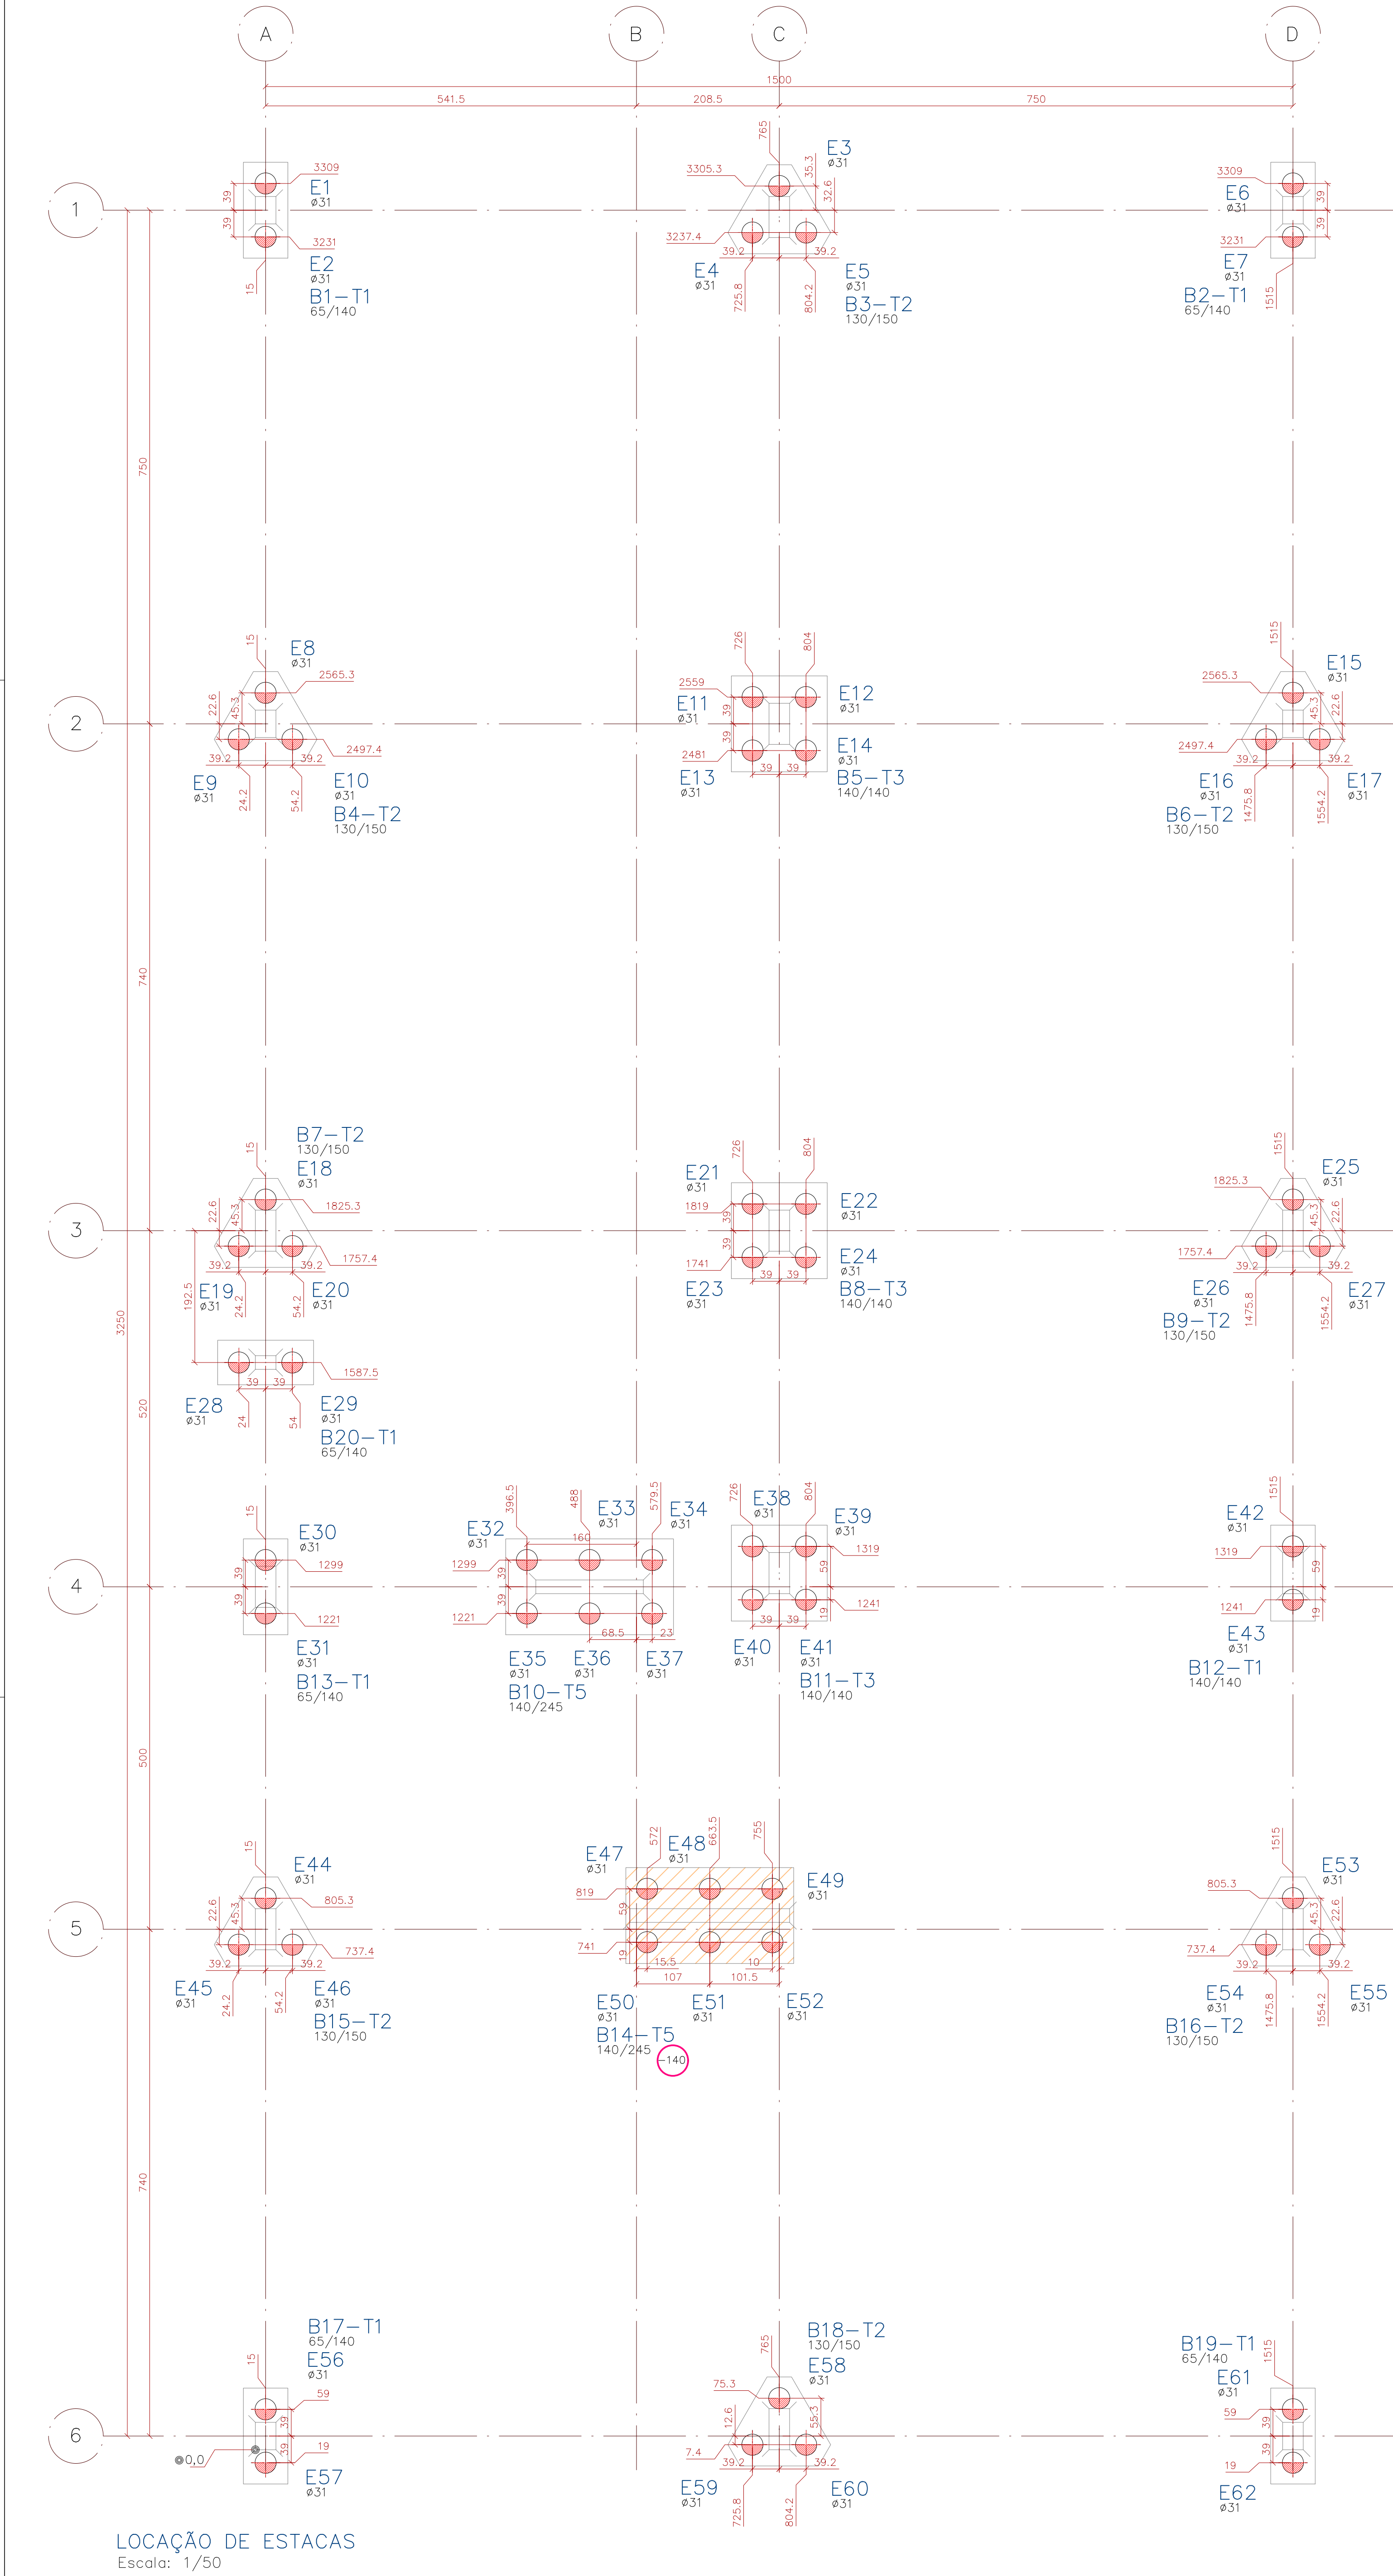 A
B
C
D
1500
541.5
208.5
750
1
3309
E1
ø31
39
39
3231
E2
ø31
B1-T1
65/140
15
765
E3
ø31
3305.3
35.3
32.6
3237.4
39.2
39.2
E4
ø31
725.8
804.2
E5
ø31
B3-T2
130/150
3309
E6
ø31
39
39
3231
E7
ø31
B2-T1
65/140
1515
750
2
15
E8
ø31
2565.3
22.6
45.3
39.2
39.2
2497.4
E9
ø31
24.2
54.2
E10
ø31
B4-T2
130/150
726
804
2559
E11
ø31
E12
ø31
39
39
2481
E13
ø31
39
39
E14
ø31
B5-T3
140/140
1515
E15
ø31
2565.3
45.3
22.6
2497.4
39.2
39.2
E16
ø31
B6-T2
130/150
1475.8
1554.2
E17
ø31
740
3
B7-T2
130/150
15
E18
ø31
1825.3
22.6
45.3
1757.4
39.2
39.2
E19
ø31
24.2
54.2
E20
ø31
192.5
726
804
E21
ø31
1819
E22
ø31
39
39
1741
E23
ø31
39
39
E24
ø31
B8-T3
140/140
1515
E25
ø31
1825.3
45.3
22.6
1757.4
39.2
39.2
E26
ø31
B9-T2
130/150
1475.8
1554.2
E27
ø31
3250
1587.5
39
39
E28
ø31
24
54
E29
ø31
B20-T1
65/140
520
4
15
E30
ø31
1299
39
39
1221
E31
ø31
B13-T1
65/140
396.5
488
579.5
E32
ø31
E33
ø31
E34
ø31
160
1299
39
39
1221
68.5
23
E35
ø31
E36
ø31
E37
ø31
B10-T5
140/245
726
804
E38
ø31
E39
ø31
1319
59
19
1241
39
39
E40
ø31
E41
ø31
B11-T3
140/140
1515
E42
ø31
1319
59
19
1241
E43
ø31
B12-T1
140/140
500
5
15
E44
ø31
805.3
22.6
45.3
737.4
39.2
39.2
E45
ø31
24.2
54.2
E46
ø31
B15-T2
130/150
572
663.5
755
E47
ø31
E48
ø31
E49
ø31
819
59
19
741
15.5
10
107
101.5
E50
ø31
E51
ø31
E52
ø31
B14-T5
140/245
-140
1515
E53
ø31
805.3
45.3
22.6
737.4
39.2
39.2
E54
ø31
B16-T2
130/150
1475.8
1554.2
E55
ø31
740
6
B17-T1
65/140
15
E56
ø31
59
39
39
19
0,0
E57
ø31
765
B18-T2
130/150
E58
ø31
75.3
12.6
55.3
7.4
39.2
39.2
E59
ø31
725.8
804.2
E60
ø31
B19-T1
65/140
1515
E61
ø31
59
39
39
19
E62
ø31
LOCAÇÃO DE ESTACAS
Escala: 1/50